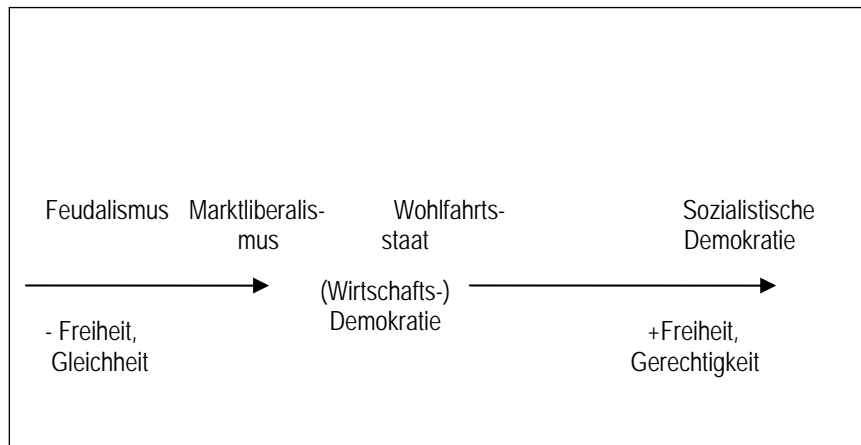 Feudalismus Marktliberalis- Wohlfahrts- Sozialistische
mus staat Demokratie
(Wirtschafts-)
Demokratie
- Freiheit, +Freiheit,
Gleichheit Gerechtigkeit